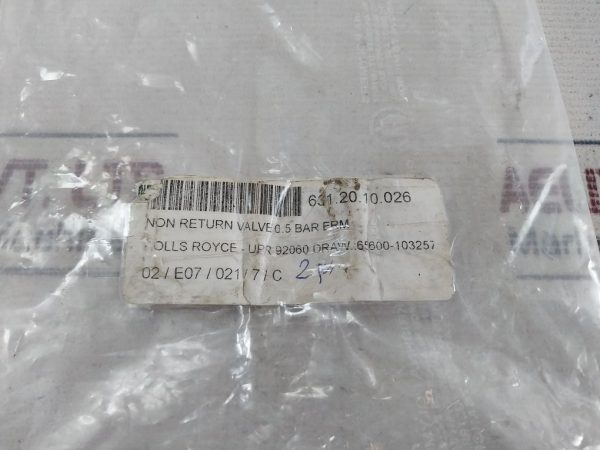 631.20.10.026
NON RETURN VALVE 0.5 BAR FPM
ROLLS ROYCE - UPR 92060 DRAW.:65600-103257
02 / E07 / 021 / 7 / C